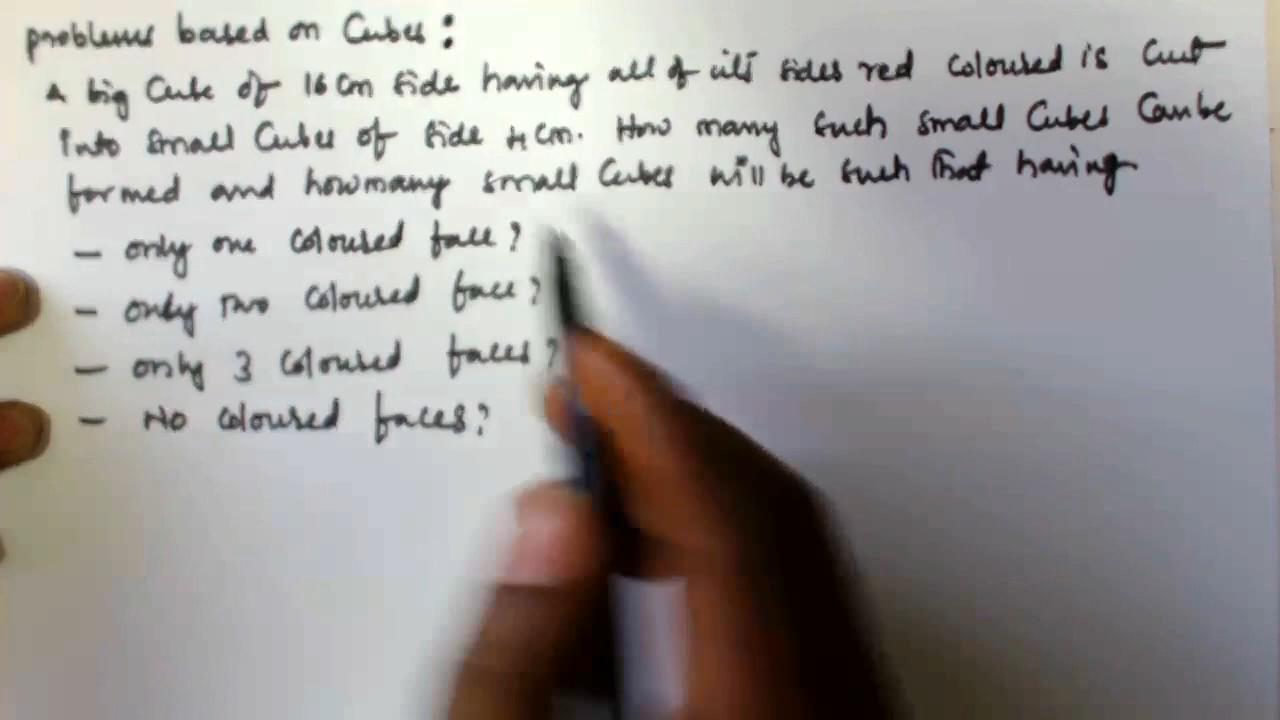 problems based on Cubes:
A big Cube of 16 Cm side having all of its sides red coloured is Cut
Into small Cubes of side 4 Cm. How many such small Cubes Can be
formed and how many small Cubes will be such that having
- only one coloured face?
- only two coloured face?
- only 3 coloured faces?
- No coloured faces?